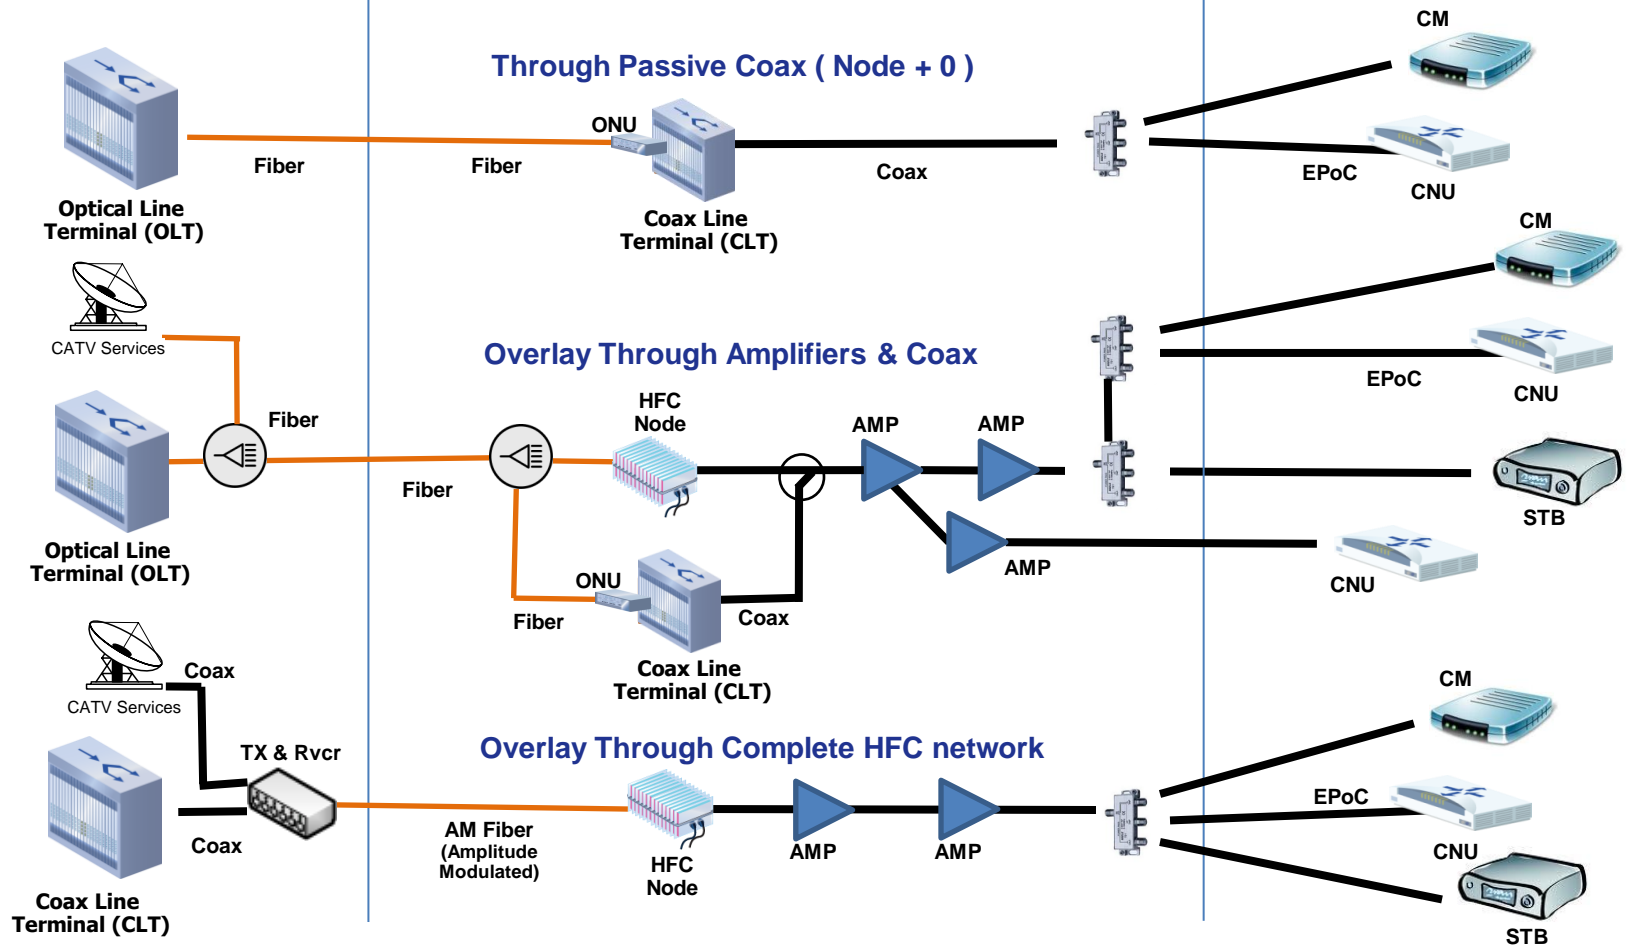 CM
Through Passive Coax ( Node + 0 )
ONU
Fiber
Fiber
Coax
EPoC
CNU
Optical Line
Terminal (OLT)
Coax Line
Terminal (CLT)
CM
CATV Services
Overlay Through Amplifiers & Coax
EPoC
CNU
HFC
Node
Fiber
AMP
AMP
Fiber
STB
Optical Line
Terminal (OLT)
ONU
AMP
CNU
Fiber
Coax
Coax Line
Terminal (CLT)
Coax
CATV Services
CM
TX & Rvcr
Overlay Through Complete HFC network
EPoC
Coax
AM Fiber
(Amplitude
Modulated)
HFC
Node
AMP
AMP
CNU
Coax Line
Terminal (CLT)
STB